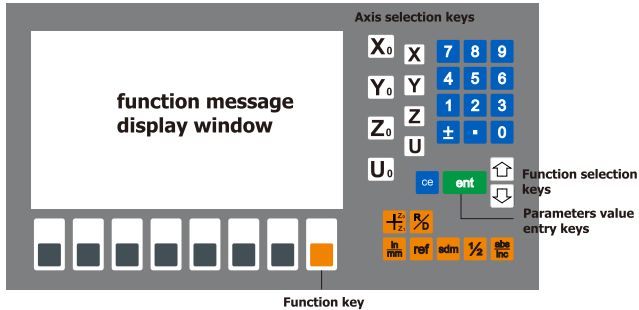 Axis selection keys
X₀ X 7 8 9
Y₀ Y 4 5 6
Z₀ Z 1 2 3
U₀ U ± . 0
function message
display window
ce ent
Function selection
keys
Parameters value
entry keys
Z₀
Z₁
R/D
in/mm ref sdm ½ abs/inc
Function key